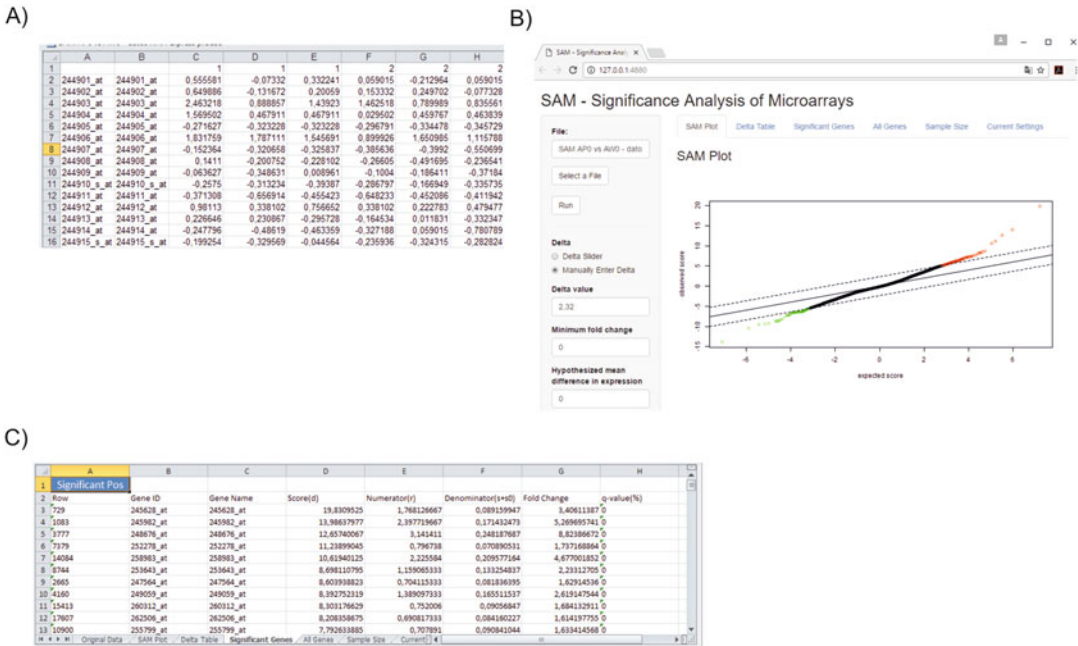 A)
A B C D E F G H
1 1 1 1 2 2 2
2 244901_at 244901_at 0,555581 -0,07332 0,332241 0,059015 -0,212964 0,059015
3 244902_at 244902_at 0,649886 -0,131672 0,20059 0,153332 0,249702 -0,077328
4 244903_at 244903_at 2,463218 0,888857 1,43923 1,462518 0,789989 0,835561
5 244904_at 244904_at 1,569502 0,467911 0,467911 0,029502 0,459767 0,463839
6 244905_at 244905_at -0,271627 -0,323228 -0,323228 -0,296791 -0,334478 -0,345729
7 244906_at 244906_at 1,831759 1,787111 1,545691 0,899926 1,650985 1,115788
8 244907_at 244907_at -0,152364 -0,320658 -0,325837 -0,385636 -0,3992 -0,550699
9 244908_at 244908_at 0,1411 -0,200752 -0,228102 -0,26605 -0,491695 -0,236541
10 244909_at 244909_at -0,063627 -0,348631 0,008961 -0,1004 -0,186411 -0,37184
11 244910_s_at 244910_s_at -0,2575 -0,313234 -0,39387 -0,286797 -0,166949 -0,335735
12 244911_at 244911_at -0,371308 -0,656914 -0,455423 -0,648233 -0,452086 -0,411942
13 244912_at 244912_at 0,98113 0,338102 0,756652 0,338102 0,222783 0,479477
14 244913_at 244913_at 0,226646 0,230867 -0,295728 -0,164534 0,011831 -0,332347
15 244914_at 244914_at -0,247796 -0,48619 -0,463359 -0,327188 0,059015 -0,780789
16 244915_s_at 244915_s_at -0,199254 -0,329569 -0,044564 -0,235936 -0,324315 -0,282824
B)
SAM - Significance Anal
127.0.0.1:4680
SAM - Significance Analysis of Microarrays
File:
SAM AP0 vs AW0 - dato
Select a File
Run
Delta
Delta Slider
Manually Enter Delta
Delta value
2.32
Minimum fold change
0
Hypothesized mean
difference in expression
0
SAM Plot Delta Table Significant Genes All Genes Sample Size Current Settings
SAM Plot
observed score
20
15
10
5
0
-5
-10
-15
-6 -4 -2 0 2 4 6
expected score
C)
A B C D E F G H
1 Significant Pos
2 Row Gene ID Gene Name Score(d) Numerator(r) Denominator(s+s0) Fold Change q-value(%)
3 729 245628_at 245628_at 19,8309525 1,768126667 0,089159947 3,40611387 0
4 1083 245982_at 245982_at 13,98637977 2,397719667 0,171432473 5,269695741 0
5 3777 248676_at 248676_at 12,65740067 3,141411 0,248187687 8,82386672 0
6 7379 252278_at 252278_at 11,23899045 0,796738 0,070890531 1,737168864 0
7 14084 258983_at 258983_at 10,61940125 2,225584 0,209577164 4,677001852 0
8 8744 253643_at 253643_at 8,698110795 1,159065333 0,133254837 2,23312705 0
9 2665 247564_at 247564_at 8,603938823 0,704115333 0,081836395 1,62914536 0
10 4160 249059_at 249059_at 8,392752319 1,389097333 0,165511537 2,619147544 0
11 15413 260312_at 260312_at 8,303176629 0,752006 0,09056847 1,684132911 0
12 17607 262506_at 262506_at 8,208358675 0,690817333 0,084160227 1,614197755 0
13 10900 255799_at 255799_at 7,792633885 0,707891 0,090841044 1,633414568 0
Original Data SAM Plot Delta Table Significant Genes All Genes Sample Size Current